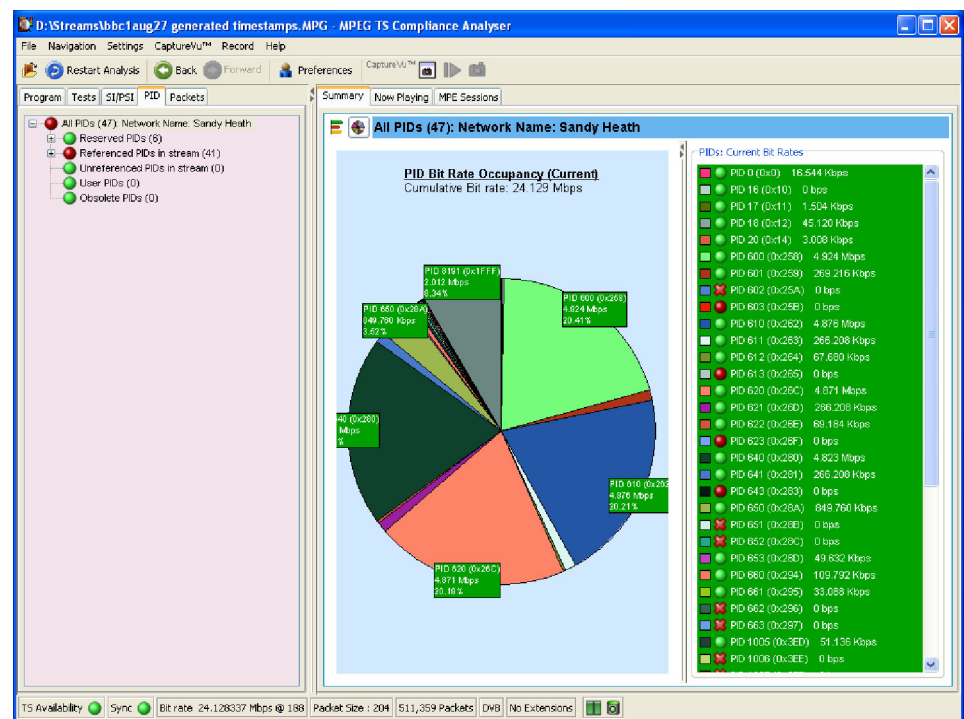 D:\Streams\bbc1aug27 generated timestamps.MPG - MPEG TS Compliance Analyser
File Navigation Settings CaptureVu™ Record Help
Restart Analysis Back Forward Preferences CaptureVu™
Program Tests SI/PSI PID Packets
Summary Now Playing MPE Sessions
All PIDs (47): Network Name: Sandy Heath
Reserved PIDs (6)
Referenced PIDs in stream (41)
Unreferenced PIDs in stream (0)
User PIDs (0)
Obsolete PIDs (0)
All PIDs (47): Network Name: Sandy Heath
PID Bit Rate Occupancy (Current)
Cumulative Bit rate: 24.129 Mbps
PID 8191 (0x1FFF)
2.012 Mbps
8.34%
PID 600 (0x258)
4.924 Mbps
20.41%
PID 650 (0x28A)
849.760 Kbps
3.52%
40 (0x280)
Mbps
%
PID 610 (0x262
4.876 Mbps
20.21%
PID 620 (0x26C)
4.871 Mbps
20.18%
PIDs: Current Bit Rates
PID 0 (0x0) 16.544 Kbps
PID 16 (0x10) 0 bps
PID 17 (0x11) 1.504 Kbps
PID 18 (0x12) 45.120 Kbps
PID 20 (0x14) 3.008 Kbps
PID 600 (0x258) 4.924 Mbps
PID 601 (0x259) 269.216 Kbps
PID 602 (0x25A) 0 bps
PID 603 (0x25B) 0 bps
PID 610 (0x262) 4.876 Mbps
PID 611 (0x263) 266.208 Kbps
PID 612 (0x264) 67.680 Kbps
PID 613 (0x265) 0 bps
PID 620 (0x26C) 4.871 Mbps
PID 621 (0x26D) 266.208 Kbps
PID 622 (0x26E) 69.184 Kbps
PID 623 (0x26F) 0 bps
PID 640 (0x280) 4.823 Mbps
PID 641 (0x281) 266.208 Kbps
PID 643 (0x283) 0 bps
PID 650 (0x28A) 849.760 Kbps
PID 651 (0x28B) 0 bps
PID 652 (0x28C) 0 bps
PID 653 (0x28D) 49.632 Kbps
PID 660 (0x294) 109.792 Kbps
PID 661 (0x295) 33.088 Kbps
PID 662 (0x296) 0 bps
PID 663 (0x297) 0 bps
PID 1005 (0x3ED) 51.136 Kbps
PID 1006 (0x3EE) 0 bps
TS Availability Sync Bit rate 24.128337 Mbps @ 188 Packet Size : 204 511,359 Packets DVB No Extensions